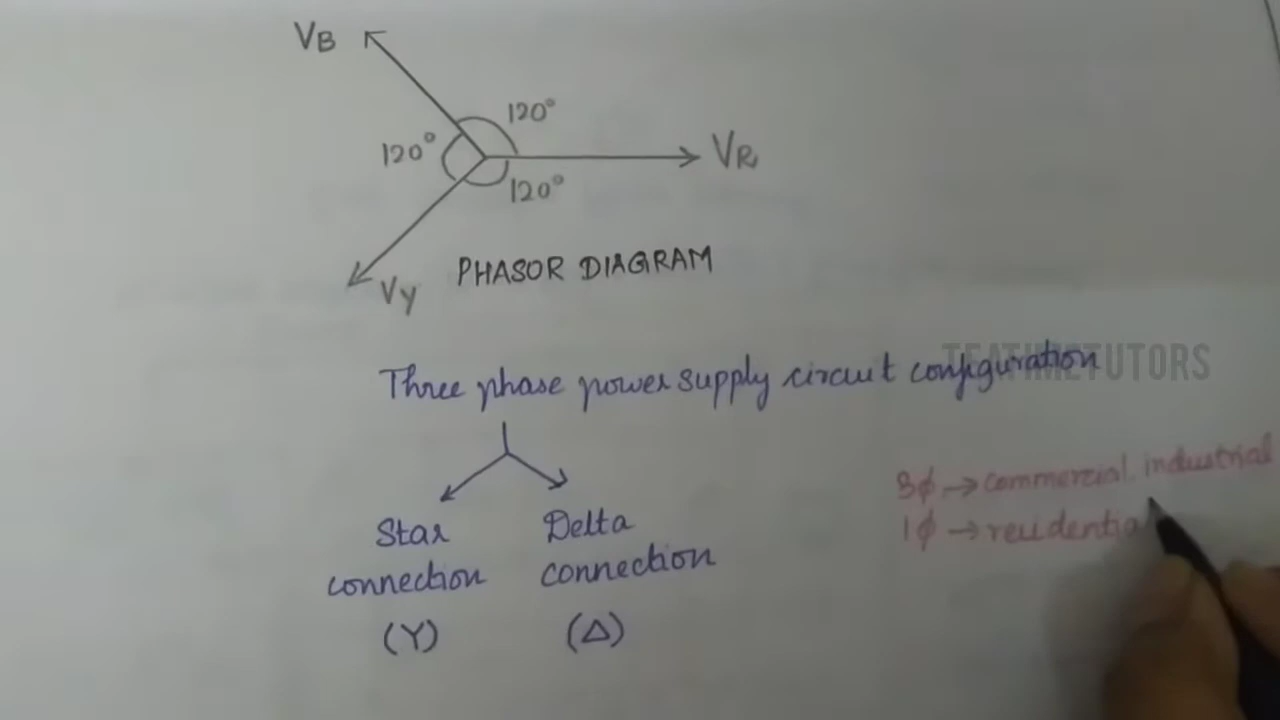 VB
120°
120°
VR
120°
VY
PHASOR DIAGRAM
TEATIMETUTORS
Three phase power supply circuit configuration
3ϕ → commercial, industrial
1ϕ → residential
Star
connection
(Y)
Delta
connection
(Δ)